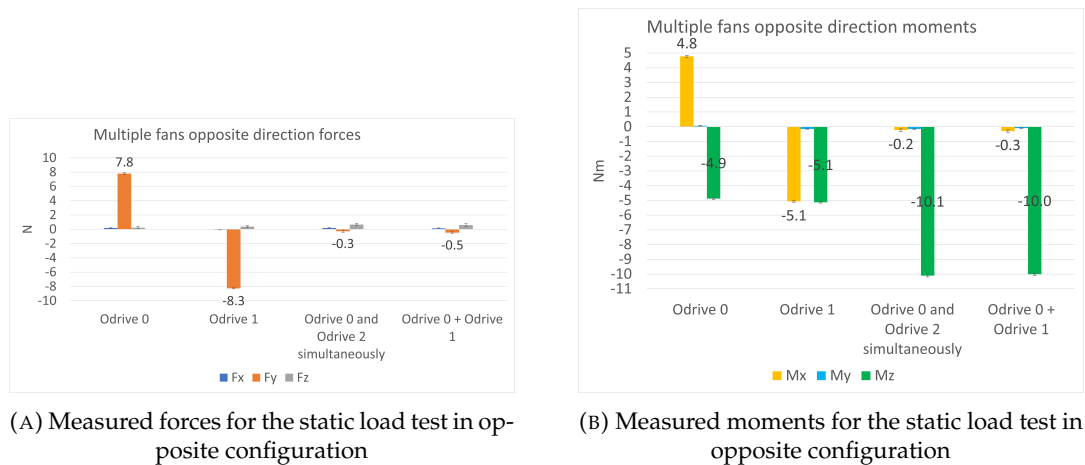 Multiple fans opposite direction forces
N
10
8
6
4
2
0
-2
-4
-6
-8
-10
7.8
-8.3
-0.3
-0.5
Odrive 0
Odrive 1
Odrive 0 and
Odrive 2
simultaneously
Odrive 0 + Odrive
1
Fx Fy Fz
(A) Measured forces for the static load test in op-
posite configuration
Multiple fans opposite direction moments
Nm
5
4
3
2
1
0
-1
-2
-3
-4
-5
-6
-7
-8
-9
-10
-11
4.8
-4.9
-5.1
-5.1
-0.2
-10.1
-0.3
-10.0
Odrive 0
Odrive 1
Odrive 0 and
Odrive 2
simultaneously
Odrive 0 +
Odrive 1
Mx My Mz
(B) Measured moments for the static load test in
opposite configuration